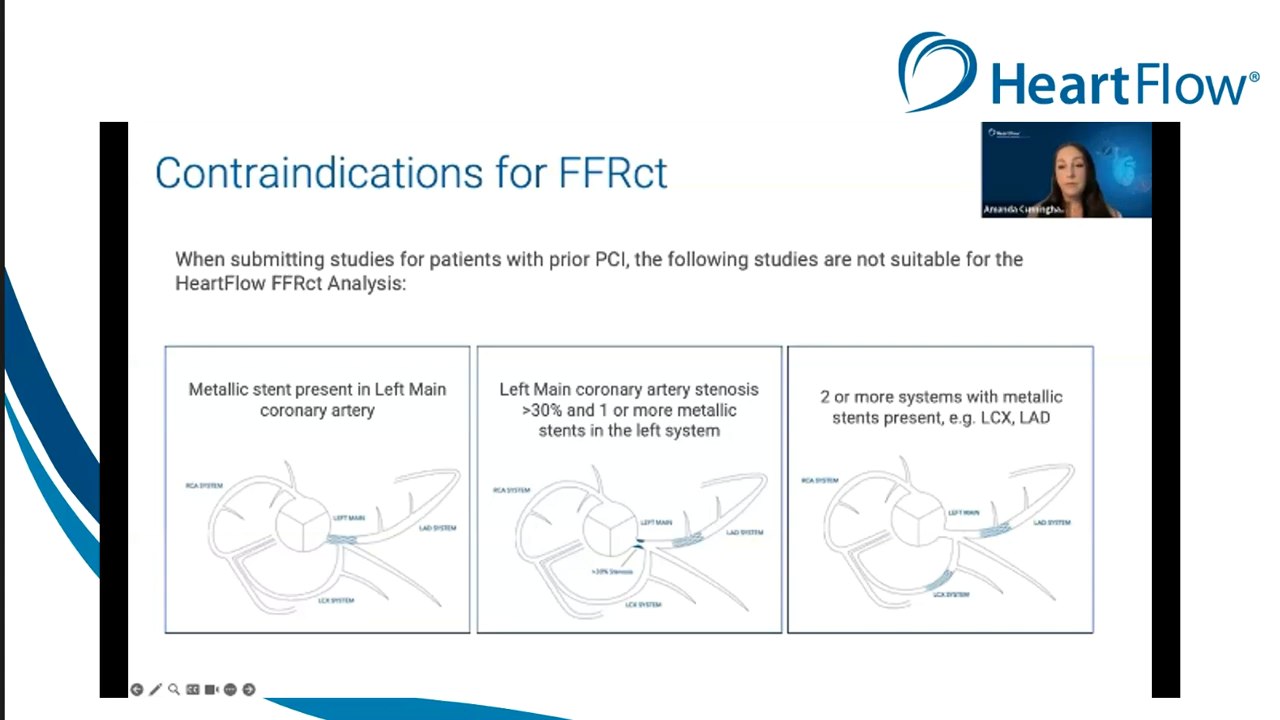 HeartFlow®
HeartFlow
Amanda Cunningha..
Contraindications for FFRct
When submitting studies for patients with prior PCI, the following studies are not suitable for the
HeartFlow FFRct Analysis:
Metallic stent present in Left Main
coronary artery
RCA SYSTEM
LEFT MAIN
LAD SYSTEM
LCX SYSTEM
Left Main coronary artery stenosis
>30% and 1 or more metallic
stents in the left system
RCA SYSTEM
LEFT MAIN
LAD SYSTEM
>30% Stenosis
LCX SYSTEM
2 or more systems with metallic
stents present, e.g. LCX, LAD
RCA SYSTEM
LEFT MAIN
LAD SYSTEM
LCX SYSTEM
CC